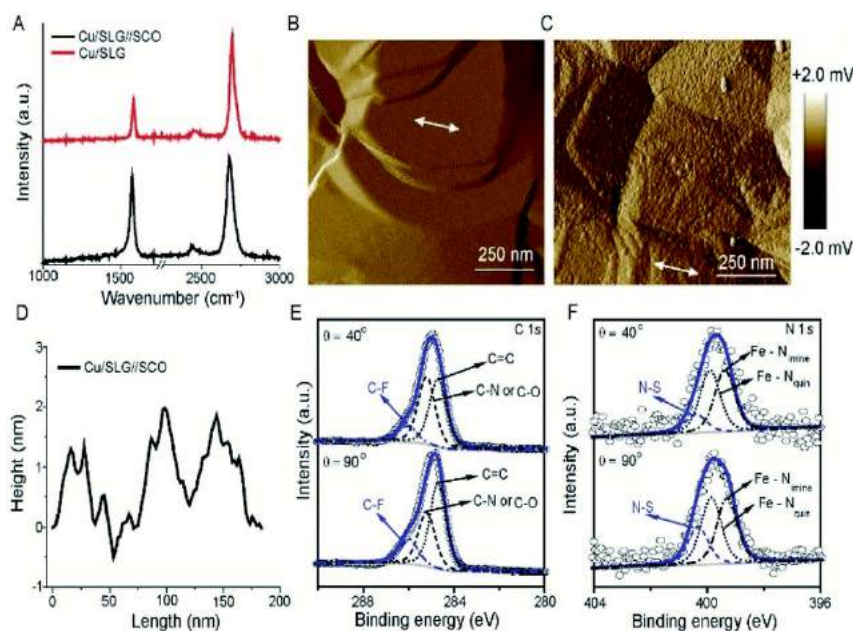 A
Cu/SLG//SCO
Cu/SLG
Intensity (a.u.)
1000 1500 2500 3000
Wavenumber (cm-1)
B
250 nm
C
250 nm
+2.0 mV
-2.0 mV
D
Cu/SLG//SCO
Height (nm)
3
2
1
0
-1
0 50 100 150 200
Length (nm)
E
θ = 40°
C 1s
C=C
C-F
C-N or C-O
θ = 90°
C=C
C-F
C-N or C-O
Intensity (a.u.)
288 284 280
Binding energy (eV)
F
θ = 40°
N 1s
Fe - Nimine
N-S
Fe - Nquin
θ = 90°
Fe - Nimine
N-S
Fe - Nquin
Intensity (a.u.)
404 400 396
Binding energy (eV)